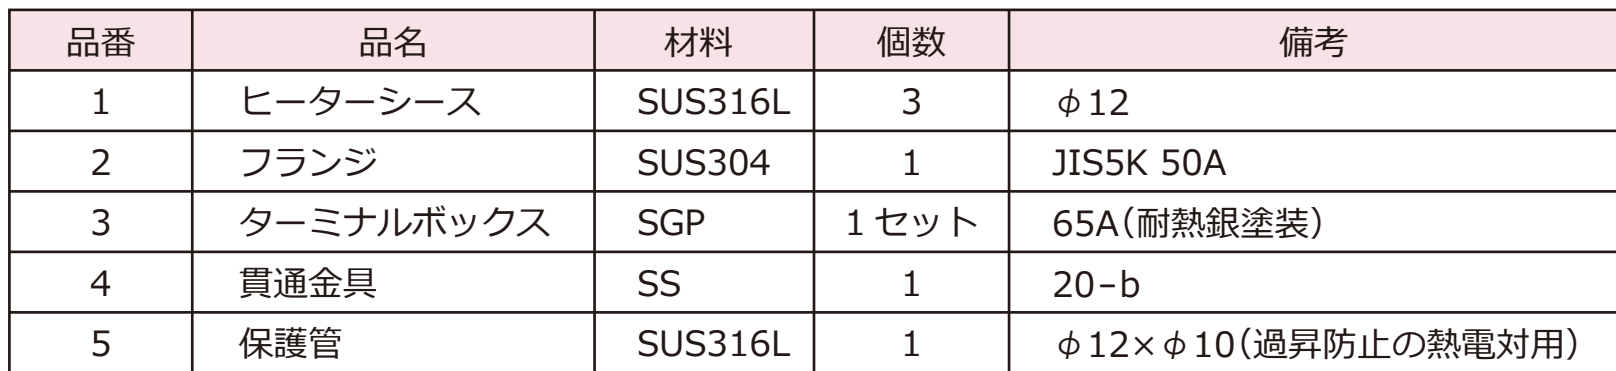 品番 品名 材料 個数 備考
1 ヒーターシース SUS316L 3 φ12
2 フランジ SUS304 1 JIS5K 50A
3 ターミナルボックス SGP 1セット 65A(耐熱銀塗装)
4 貫通金具 SS 1 20−b
5 保護管 SUS316L 1 φ12×φ10(過昇防止の熱電対用)